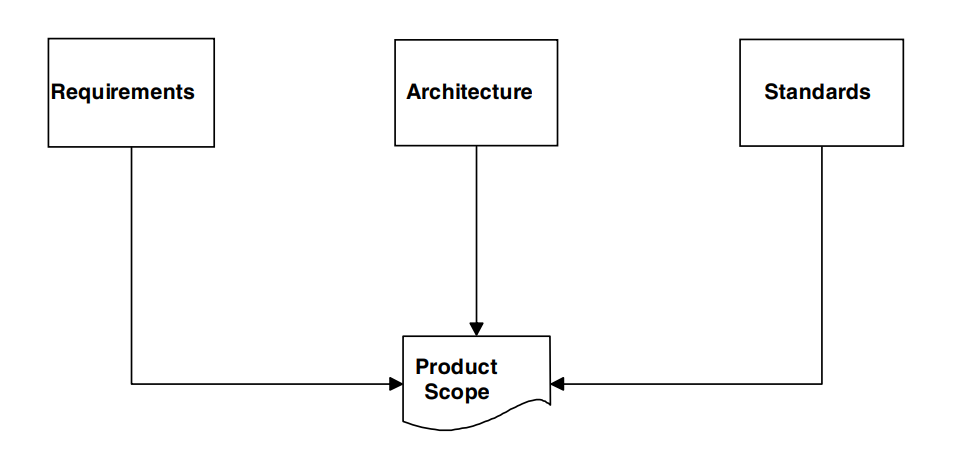 Requirements
Architecture
Standards
Product
Scope